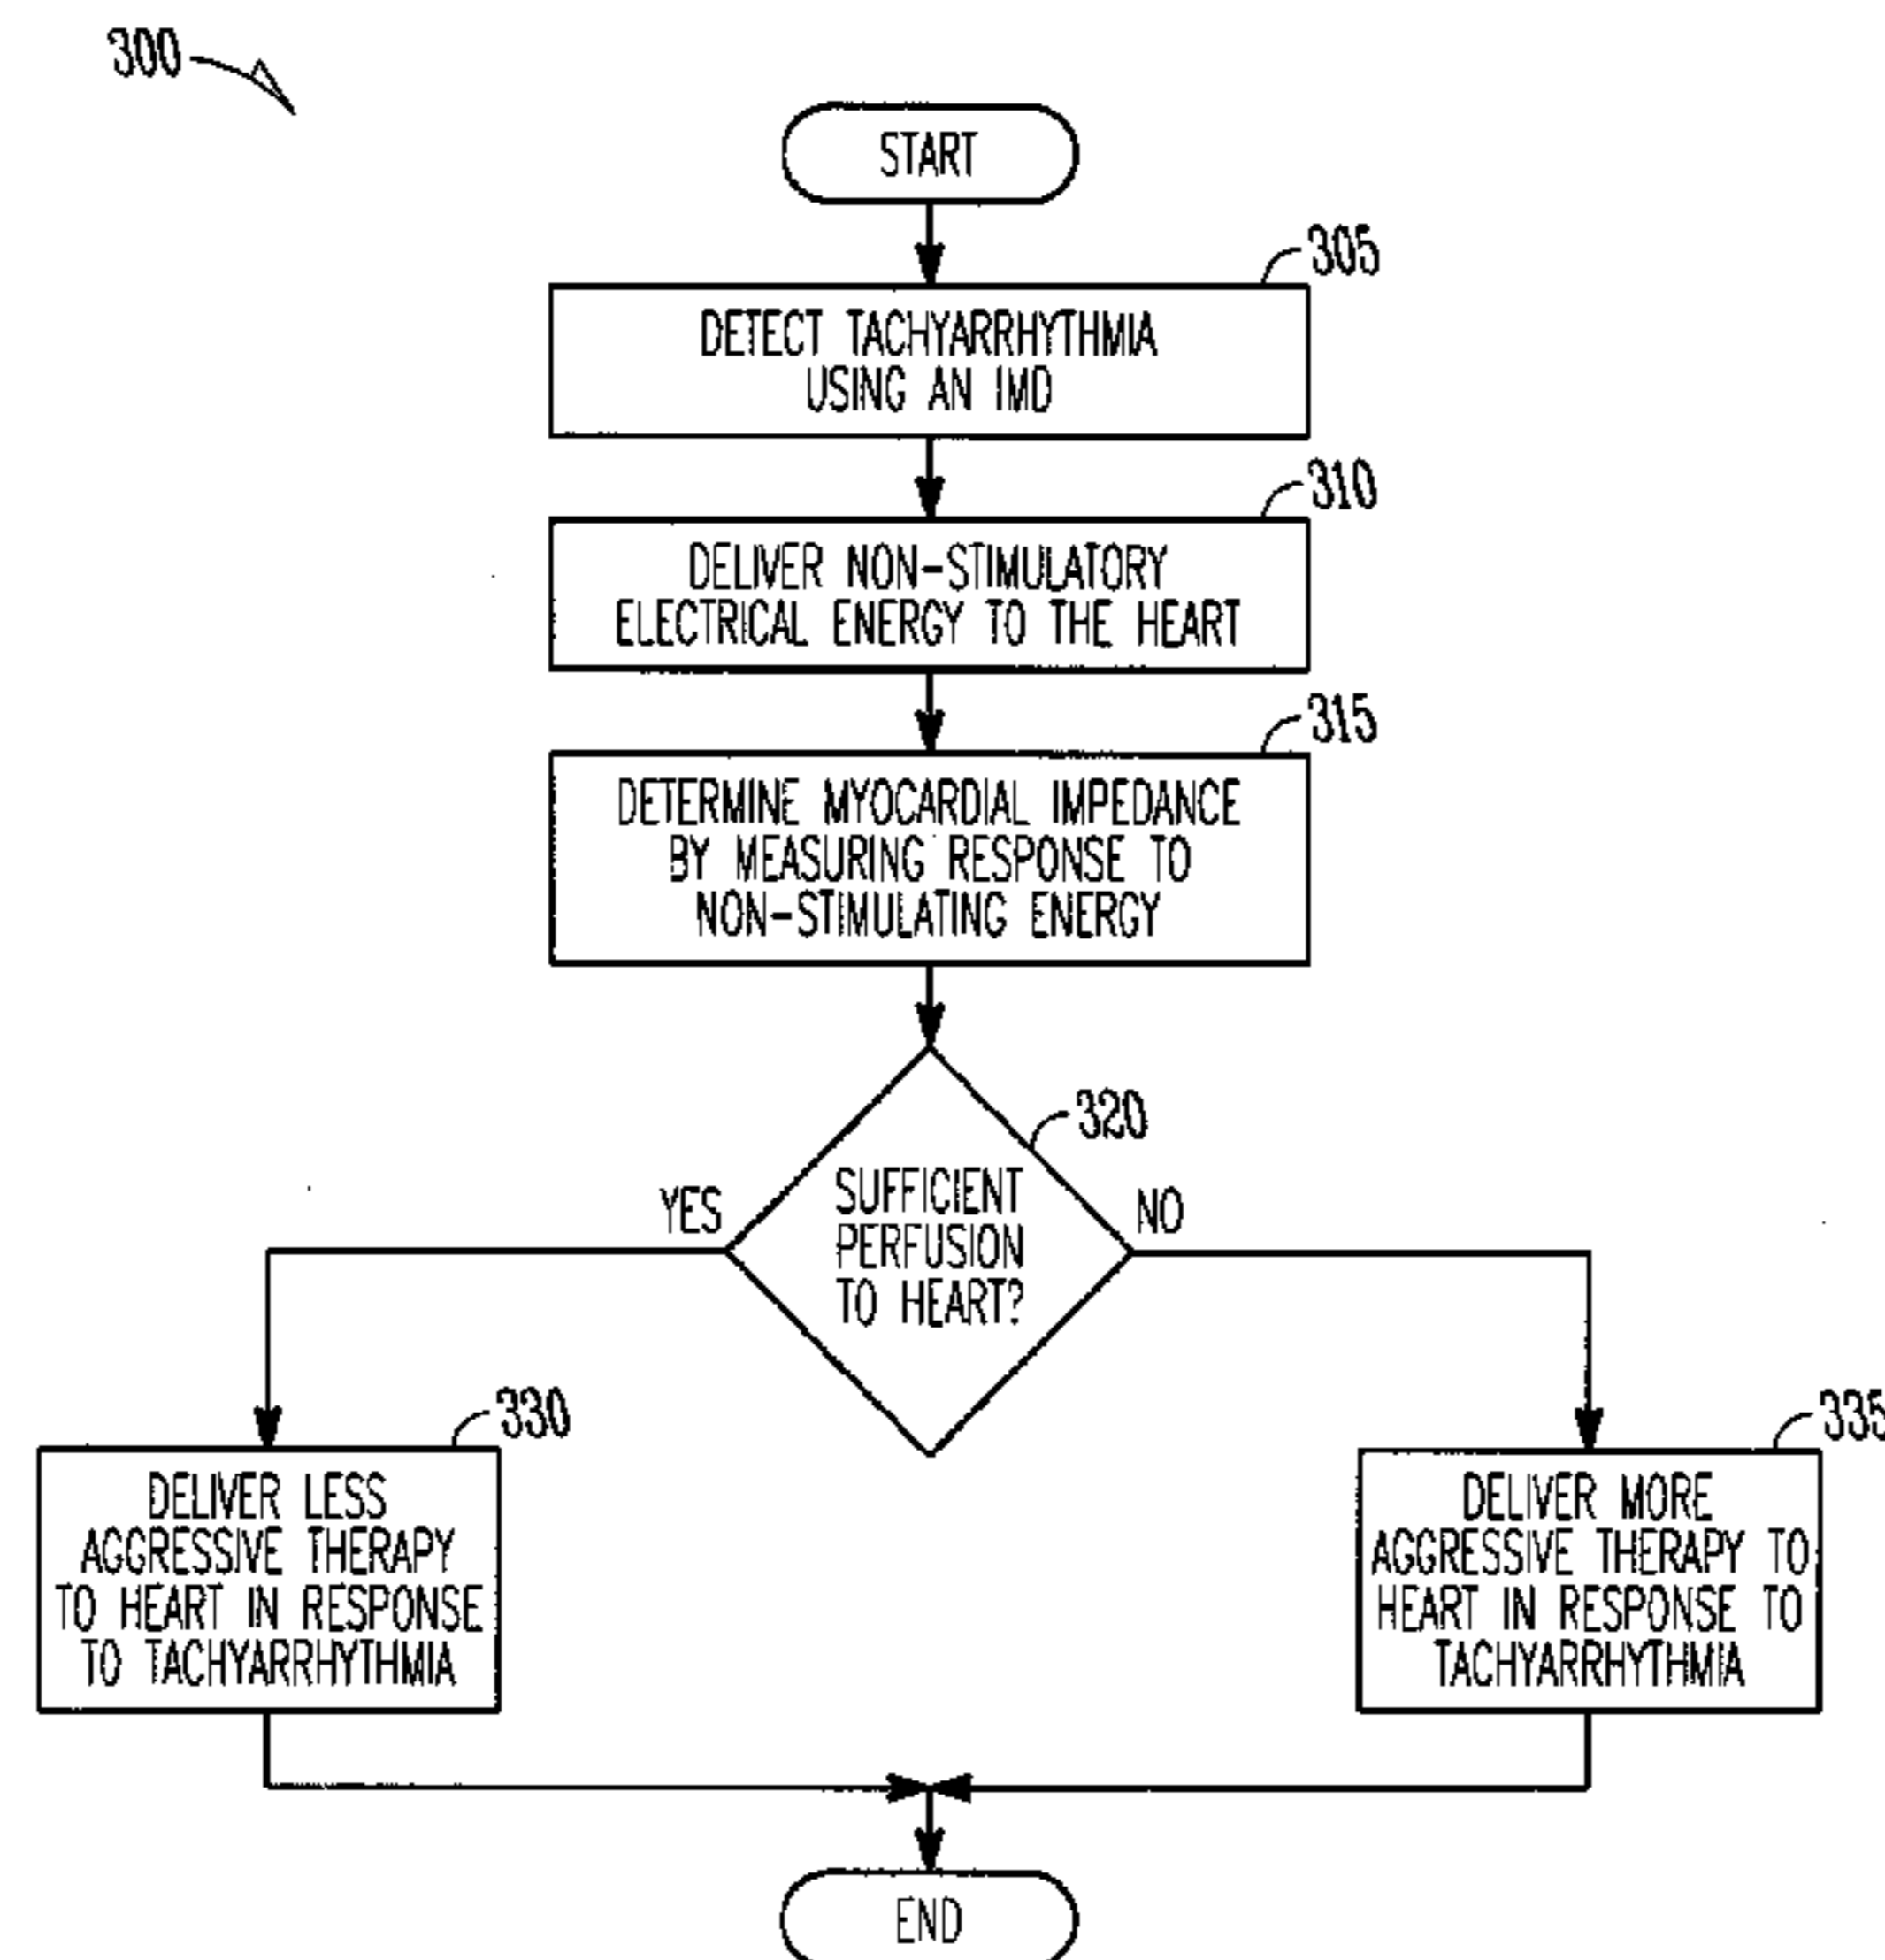 300
START
305
DETECT TACHYARRHYTHMIA
USING AN IMD
310
DELIVER NON-STIMULATORY
ELECTRICAL ENERGY TO THE HEART
315
DETERMINE MYOCARDIAL IMPEDANCE
BY MEASURING RESPONSE TO
NON-STIMULATING ENERGY
320
YES
SUFFICIENT
PERFUSION
TO HEART?
NO
330
DELIVER LESS
AGGRESSIVE THERAPY
TO HEART IN RESPONSE
TO TACHYARRHYTHMIA
335
DELIVER MORE
AGGRESSIVE THERAPY TO
HEART IN RESPONSE TO
TACHYARRHYTHMIA
END